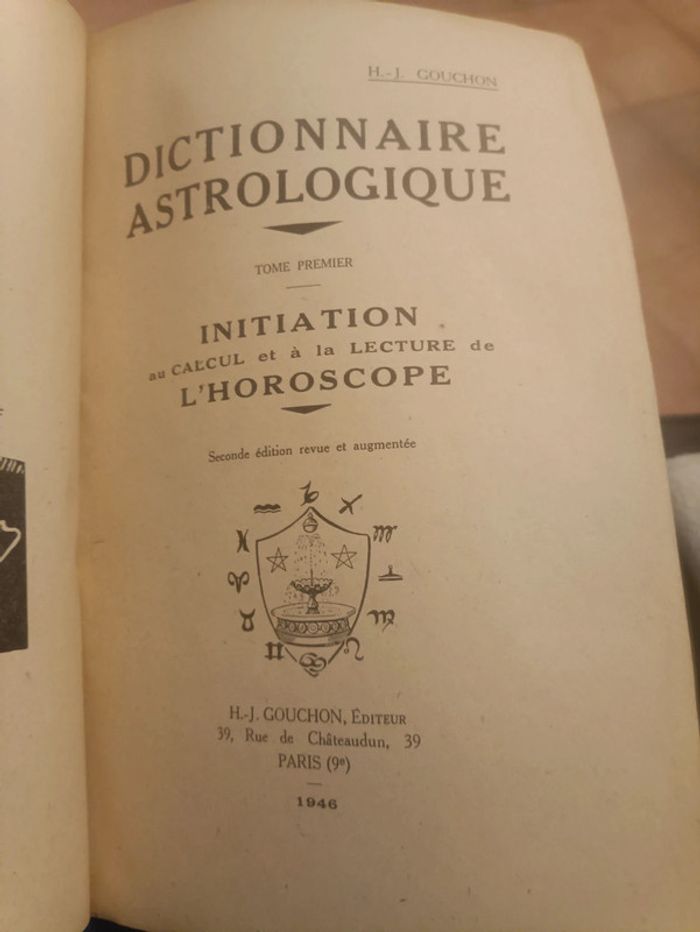 H.-J. GOUCHON
DICTIONNAIRE
ASTROLOGIQUE
TOME PREMIER
INITIATION
au CALCUL et à la LECTURE de
L'HOROSCOPE
Seconde édition revue et augmentée
H.-J. GOUCHON, ÉDITEUR
39, Rue de Châteaudun, 39
PARIS (9e)
1946